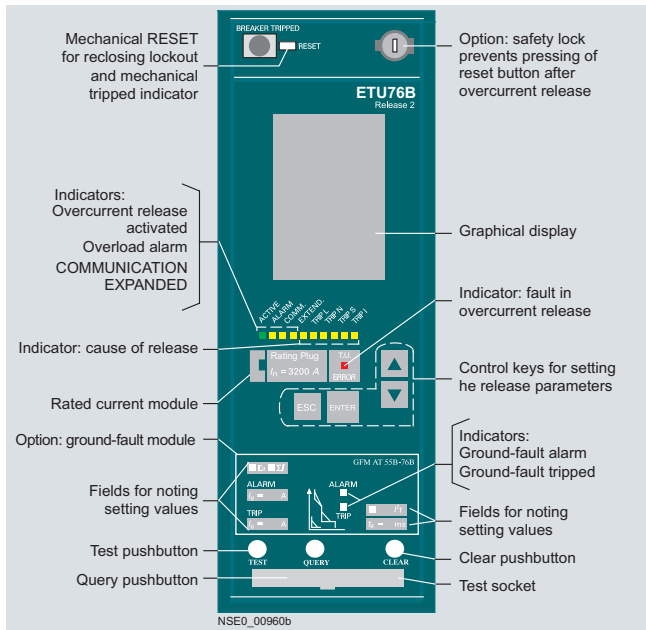 Mechanical RESET
for reclosing lockout
and mechanical
tripped indicator
BREAKER TRIPPED
RESET
Option: safety lock
prevents pressing of
reset button after
overcurrent release
ETU76B
Release 2
Indicators:
Overcurrent release
activated
Overload alarm
COMMUNICATION
EXPANDED
Graphical display
ACTIVE
ALARM
COMM.
EXTEND.
TRIP L
TRIP N
TRIP S
TRIP I
Indicator: fault in
overcurrent release
Indicator: cause of release
Rating Plug
In = 3200 A
T.U.
ERROR
Rated current module
Control keys for setting
he release parameters
ESC
ENTER
Option: ground-fault module
Indicators:
Ground-fault alarm
Ground-fault tripped
GFM AT 55B-76B
ALARM
A
TRIP
A
ALARM
TRIP
I²t
ms
Fields for noting
setting values
Fields for noting
setting values
Test pushbutton
TEST
QUERY
CLEAR
Clear pushbutton
Query pushbutton
Test socket
NSE0_00960b